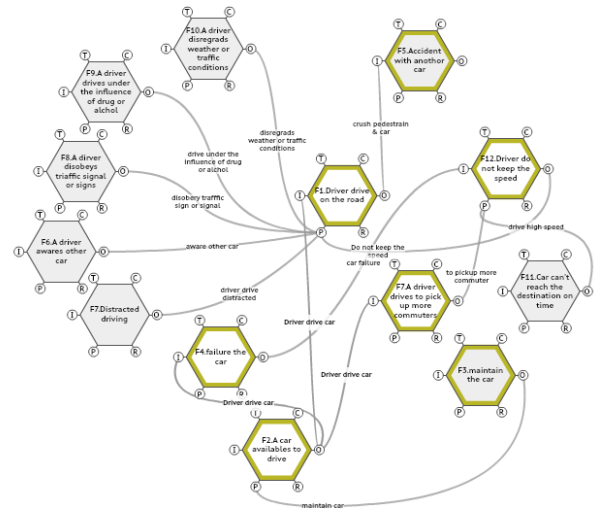 F10.A driver
disregrads
weather or
traffic
conditions
T
C
I
O
P
R
F5.Accident
with another
car
T
C
I
O
P
R
F9.A driver
drives under
the influence
of drug or
alchol
T
C
I
O
P
R
crush pedestrain
& car
disregrads
weather or traffic
conditions
drive under the
influence of drug
or alchol
F8.A dirver
disobeys
triaffic signal
or signs
T
C
I
O
P
R
F12.Driver do
not keep the
speed
T
C
I
O
P
R
F1.Driver drive
on the road
T
C
I
O
P
R
disobery trafffic
sign or signal
drive high speed
F6.A driver
awares other
car
T
C
I
O
P
R
aware other car
Do not keep the
speed
car failure
to pickup more
commuter
F11.Car can't
reach the
destination on
time
T
C
I
O
P
R
F7.A driver
drives to pick
up more
commuters
T
C
I
O
P
R
F7.Distracted
driving
T
C
I
O
P
R
drive drive
distracted
Driver drive car
F4.failure the
car
T
C
I
O
P
R
Driver drive car
F3.maintain
the car
T
C
I
O
P
R
Driver drive car
F2.A car
availables to
drive
I
C
I
O
P
R
maintain car